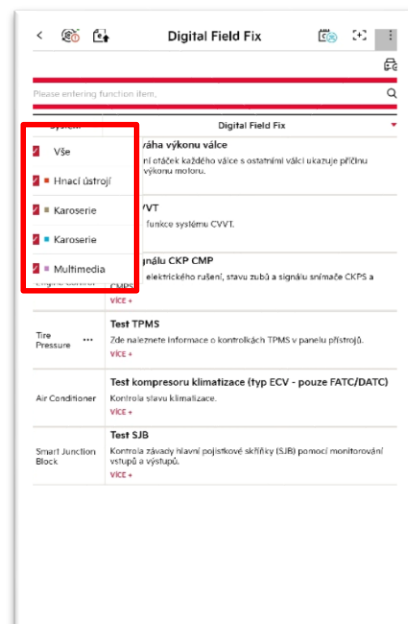 Digital Field Fix
Please entering function item.
Digital Field Fix
Vše
Hnací ústrojí
Karoserie
Karoserie
Multimedia
váha výkonu válce
ní otáček každého válce s ostatními válci ukazuje příčinu
výkonu motoru.
VVT
funkce systému CVVT.
gnálu CKP CMP
elektrického rušení, stavu zubů a signálu snímače CKPS a
VÍCE +
Tire
Pressure
...
Test TPMS
Zde naleznete informace o kontrolkách TPMS v panelu přístrojů.
VÍCE +
Air Conditioner
Test kompresoru klimatizace (typ ECV - pouze FATC/DATC)
Kontrola stavu klimatizace.
VÍCE +
Smart Junction
Block
Test SJB
Kontrola závady hlavní pojistkové skříňky (SJB) pomocí monitorování
vstupů a výstupů.
VÍCE +